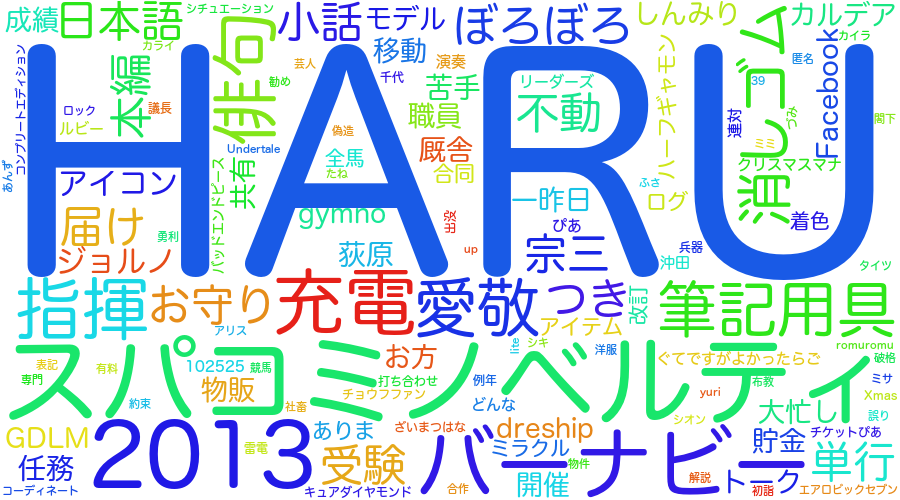 成績
日本語
シチュエーション
小話
モデル
ぼろぼろ
しんみり
カルデア
カライ
本編
俳句
移動
演奏
芸人
勧め
千代
苦手
リーダーズ
不動
職員
ハーフギャモン
消しゴム
Facebook
カイラ
匿名
39
連対
づみ
閣下
ロック
議長
ルビー
コンプリートエディション
HARU
Undertale
偽造
全馬
たね
厩舎
合同
ミミ
クリスマスマチ
あんず
アイコン
共有
バッドエンドピース
gymno
一昨日
ふさ
ログ
着色
届け
勇利
出没
ぴあ
ジョルノ
荻原
up
宗三
沖田
兵器
タイツ
指揮
お守り
充電
愛敬
つき
改訂
筆記用具
アリス
アイテム
romuromu
スパコミノベルティ
表記
有料
専門
102525
競馬
お方
lite
シキ
洋服
ぐてですがよかったらご
破格
物販
打ち合わせ
チョウフファン
例年
どんな
yuri
布教
ミサ
Xmas
約束
社畜
GDLM
2013
ありま
ざいまつはな
dreship
シオン
大忙し
誤り
雷電
受験
バーナビー
ミラクル
貯金
チケットぴあ
単行
任務
物件
開催
解説
トーク
コーディネート
キュアダイヤモンド
合作
初詣
エアロビックセブン